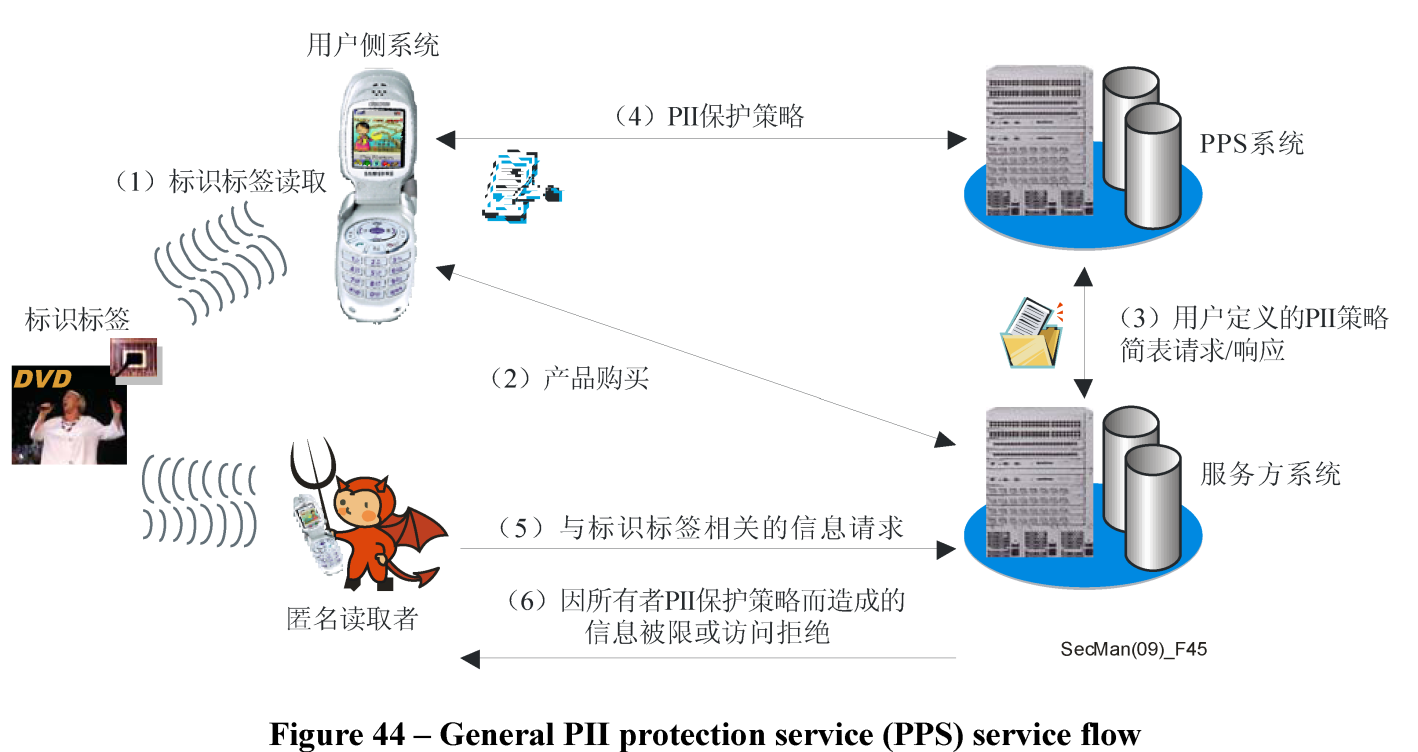 用户侧系统
（4）PII保护策略
PPS系统
（1）标识标签读取
标识标签
DVD
（3）用户定义的PII策略
简表请求/响应
（2）产品购买
服务方系统
（5）与标识标签相关的信息请求
匿名读取者
（6）因所有者PII保护策略而造成的
信息被限或访问拒绝
SecMan(09)_F45
Figure 44 – General PII protection service (PPS) service flow